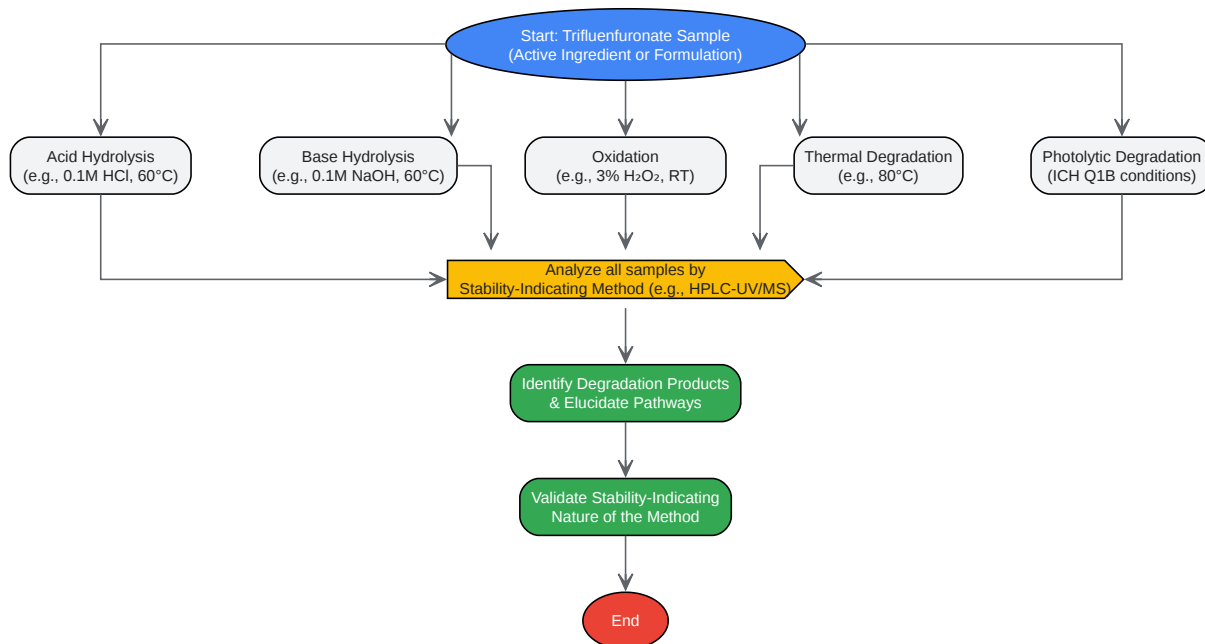 Start: Trifluenfuronate Sample
(Active Ingredient or Formulation)
Acid Hydrolysis
(e.g., 0.1M HCl, 60°C)
Base Hydrolysis
(e.g., 0.1M NaOH, 60°C)
Oxidation
(e.g., 3% H₂O₂, RT)
Thermal Degradation
(e.g., 80°C)
Photolytic Degradation
(ICH Q1B conditions)
Analyze all samples by
Stability-Indicating Method (e.g., HPLC-UV/MS)
Identify Degradation Products
& Elucidate Pathways
Validate Stability-Indicating
Nature of the Method
End